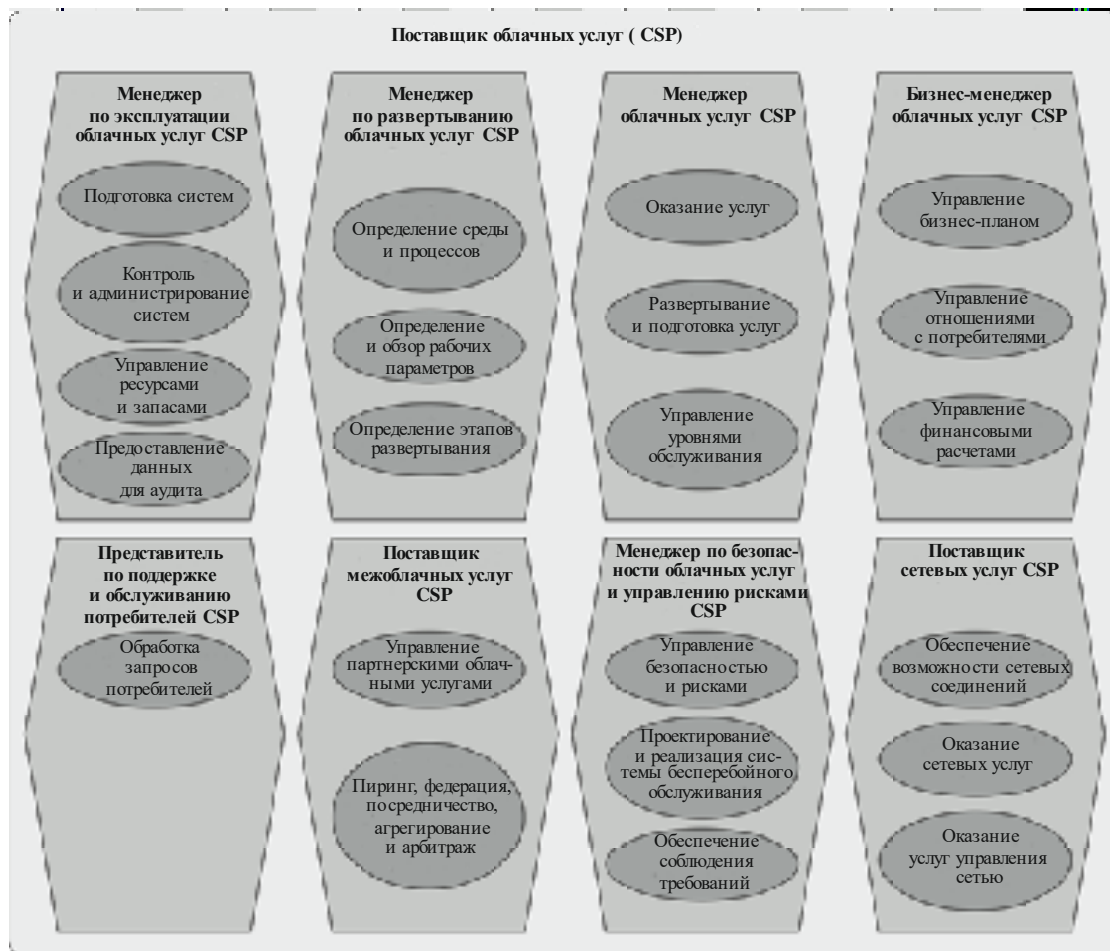 Поставщик облачных услуг ( CSP)
Менеджер
по эксплуатации
облачных услуг CSP
Подготовка систем
Контроль
и администрирование
систем
Управление
ресурсами
и запасами
Предоставление
данных
для аудита
Менеджер
по развертыванию
облачных услуг CSP
Определение среды
и процессов
Определение
и обзор рабочих
параметров
Определение этапов
развертывания
Менеджер
облачных услуг CSP
Оказание услуг
Развертывание
и подготовка услуг
Управление
уровнями
обслуживания
Бизнес-менеджер
облачных услуг CSP
Управление
бизнес-планом
Управление
отношениями
с потребителями
Управление
финансовыми
расчетами
Представитель
по поддержке
и обслуживанию
потребителей CSP
Обработка
запросов
потребителей
Поставщик
межоблачных услуг
CSP
Управление
партнерскими облач-
ными услугами
Пиринг, федерация,
посредничество,
агрегирование
и арбитраж
Менеджер по безопас-
ности облачных услуг
и управлению рисками
CSP
Управление
безопасностью
и рисками
Проектирование
и реализация сис-
темы бесперебойного
обслуживания
Обеспечение
соблюдения
требований
Поставщик
сетевых услуг CSP
Обеспечение
возможности сетевых
соединений
Оказание
сетевых услуг
Оказание
услуг управления
сетью